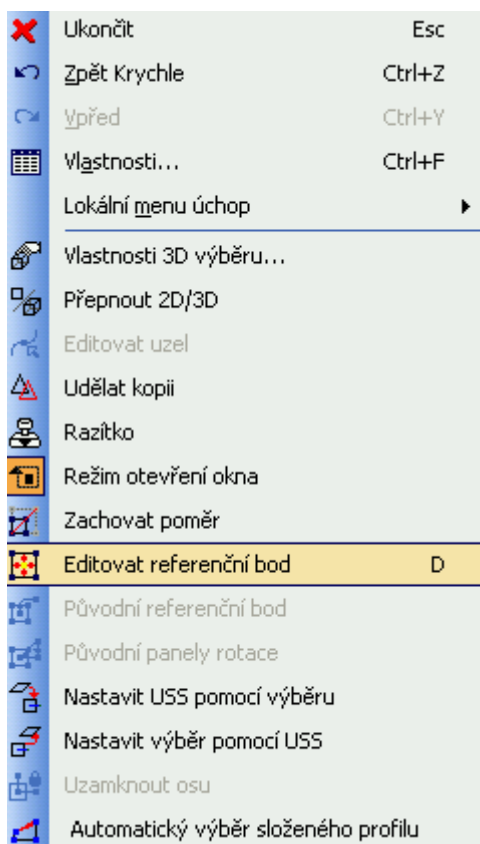 Ukončit Esc
Zpět Krychle Ctrl+Z
Vpřed Ctrl+Y
Vlastnosti... Ctrl+F
Lokální menu úchop
Vlastnosti 3D výběru...
Přepnout 2D/3D
Editovat uzel
Udělat kopii
Razítko
Režim otevření okna
Zachovat poměr
Editovat referenční bod D
Původní referenční bod
Původní panely rotace
Nastavit USS pomocí výběru
Nastavit výběr pomocí USS
Uzamknout osu
Automatický výběr složeného profilu